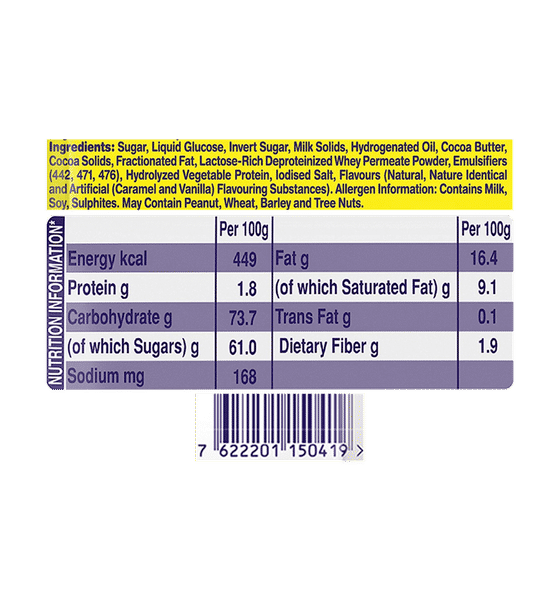 Ingredients: Sugar, Liquid Glucose, Invert Sugar, Milk Solids, Hydrogenated Oil, Cocoa Butter,
Cocoa Solids, Fractionated Fat, Lactose-Rich Deproteinized Whey Permeate Powder, Emulsifiers
(442, 471, 476), Hydrolyzed Vegetable Protein, Iodised Salt, Flavours (Natural, Nature Identical
and Artificial (Caramel and Vanilla) Flavouring Substances). Allergen Information: Contains Milk,
Soy, Sulphites. May Contain Peanut, Wheat, Barley and Tree Nuts.
NUTRITION INFORMATION*
Per 100g Per 100g
Energy kcal 449 Fat g 16.4
Protein g 1.8 (of which Saturated Fat) g 9.1
Carbohydrate g 73.7 Trans Fat g 0.1
(of which Sugars) g 61.0 Dietary Fiber g 1.9
Sodium mg 168
7 622201 150419 >